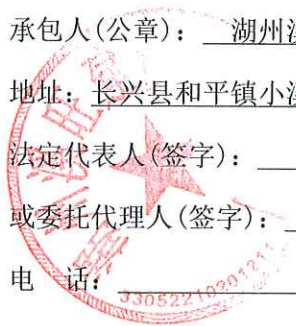 承包人(公章): 湖州
地址: 长兴县和平镇小溪
法定代表人(签字):
或委托代理人(签字):
电 话: